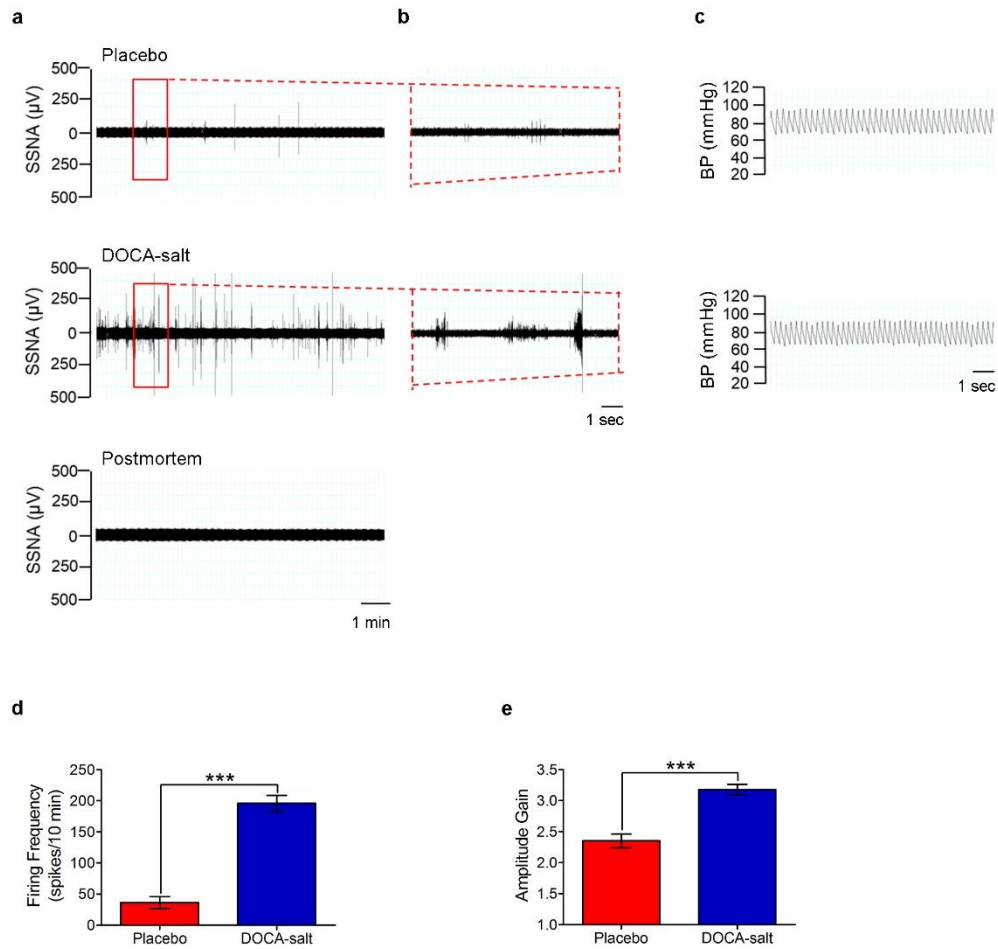 a
b
c
Placebo
500
250
0
250
500
SSNA (µV)
120
100
80
60
40
20
BP (mmHg)
DOCA-salt
500
250
0
250
500
SSNA (µV)
1 sec
120
100
80
60
40
20
BP (mmHg)
1 sec
Postmortem
500
250
0
250
500
SSNA (µV)
1 min
d
e
250
200
150
100
50
0
Firing Frequency
(spikes/10 min)
***
Placebo
DOCA-salt
3.5
3.0
2.5
2.0
1.5
1.0
Amplitude Gain
***
Placebo
DOCA-salt